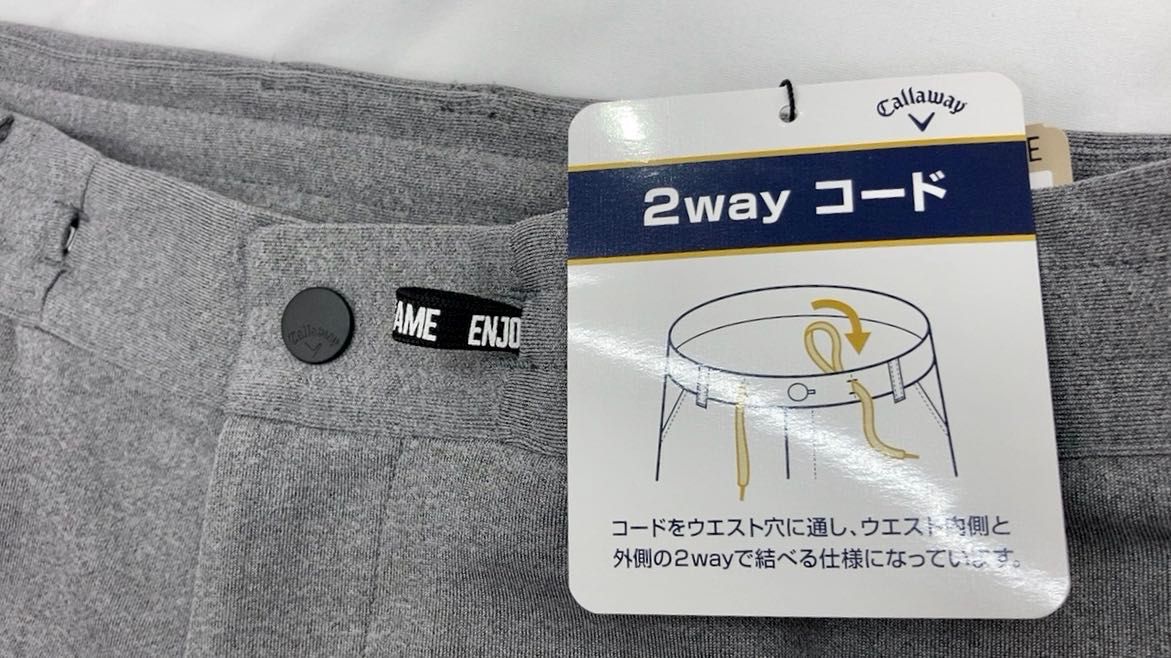 Callaway
E
2way コード
Callaway
AME ENJO
コードをウエスト穴に通し、ウエスト内側と
外側の2wayで結べる仕様になっています。